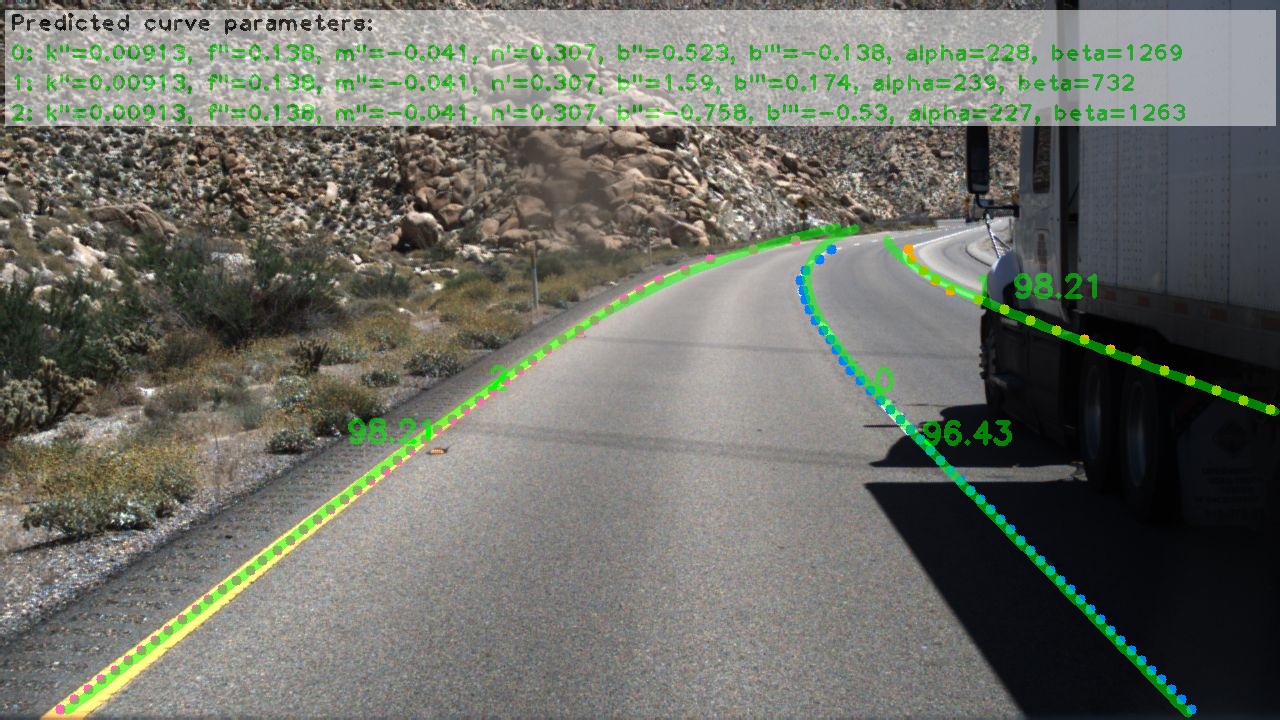 Predicted curve parameters:
0: k"=0.00913, f"=0.138, m"=-0.041, n'=0.307, b"=0.523, b'''=-0.138, alpha=228, beta=1269
1: k"=0.00913, f"=0.138, m"=-0.041, n'=0.307, b"=1.59, b'''=0.174, alpha=239, beta=732
2: k"=0.00913, f"=0.138, m"=-0.041, n'=0.307, b"=-0.758, b'''=-0.53, alpha=227, beta=1263
1 98.21
2
0
98.21
96.43